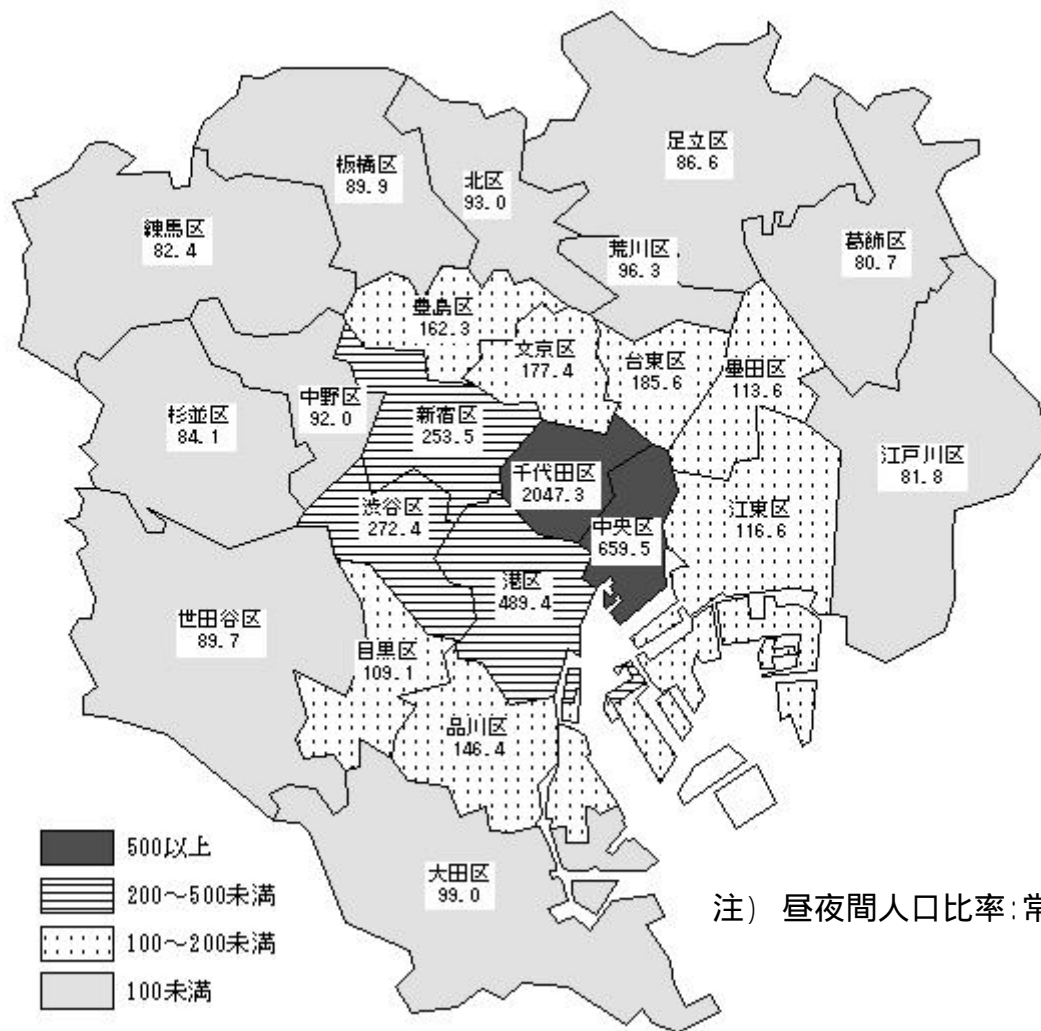 足立区
86.6
板橋区
89.9
北区
93.0
練馬区
82.4
荒川区
96.3
葛飾区
80.7
豊島区
162.3
文京区
177.4
台東区
185.6
墨田区
113.6
中野区
92.0
杉並区
84.1
新宿区
253.5
江戸川区
81.8
千代田区
2047.3
渋谷区
272.4
中央区
659.5
江東区
116.6
港区
489.4
世田谷区
89.7
目黒区
109.1
品川区
146.4
大田区
99.0
500以上
200～500未満
100～200未満
100未満
注) 昼夜間人口比率:常